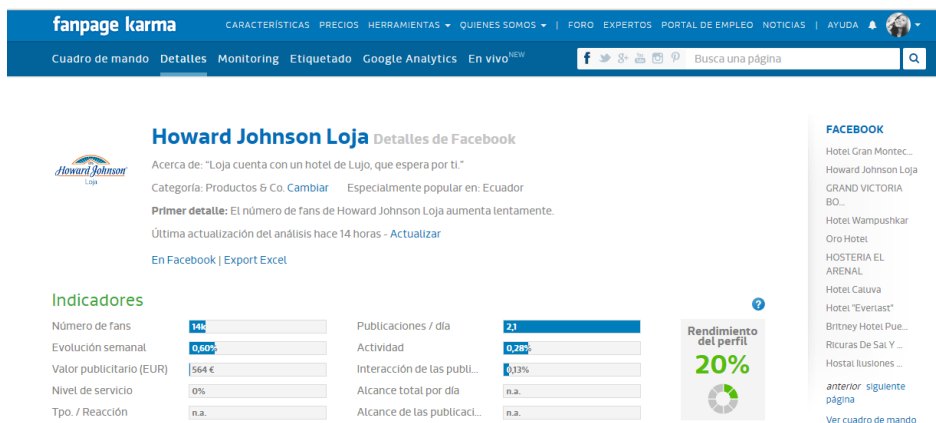 fanpage karma
CARACTERÍSTICAS PRECIOS HERRAMIENTAS QUIENES SOMOS | FORO EXPERTOS PORTAL DE EMPLEO NOTICIAS | AYUDA
Cuadro de mando Detalles Monitoring Etiquetado Google Analytics En vivo NEW
Busca una página
Howard Johnson
Loja
Howard Johnson Loja Detalles de Facebook
Acerca de: "Loja cuenta con un hotel de Lujo, que espera por ti."
Categoría: Productos & Co. Cambiar Especialmente popular en: Ecuador
Primer detalle: El número de fans de Howard Johnson Loja aumenta lentamente.
Última actualización del análisis hace 14 horas - Actualizar
En Facebook | Export Excel
Indicadores
Número de fans 14k Publicaciones / día 2,1
Evolución semanal 0,60% Actividad 0,28%
Valor publicitario (EUR) 564 € Interacción de las publi... 0,13%
Nivel de servicio 0% Alcance total por día n.a.
Tpo. / Reacción n.a. Alcance de las publicaci... n.a.
?
Rendimiento
del perfil
20%
FACEBOOK
Hotel Gran Montec...
Howard Johnson Loja
GRAND VICTORIA
BO...
Hotel Wampushkar
Oro Hotel
HOSTERIA EL
ARENAL
Hotel Caluva
Hotel "Everlast"
Britney Hotel Pue...
Ricuras De Sal Y ...
Hostal Ilusiones ...
anterior siguiente
página
Ver cuadro de mando